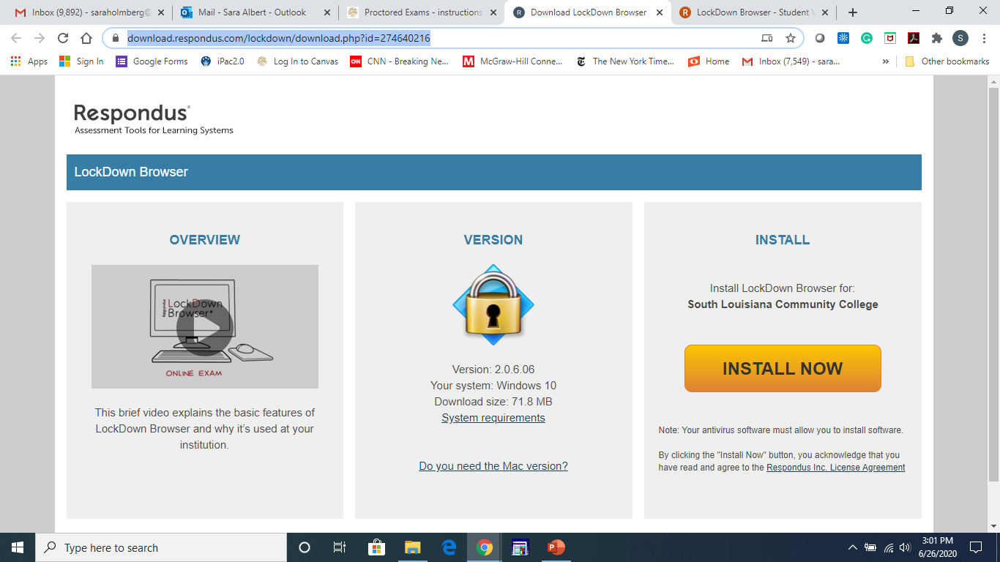 Inbox (9,892) - saraholmberg@
Mail - Sara Albert - Outlook
Proctored Exams - instructions
R
Download LockDown Browser
R
LockDown Browser - Student
download.respondus.com/lockdown/download.php?id=274640216
S
Apps
Sign In
Google Forms
iPac2.0
Log In to Canvas
CNN
CNN - Breaking Ne...
M
McGraw-Hill Conne...
The New York Time...
Home
Inbox (7,549) - sara...
»
Other bookmarks
Respondus®
Assessment Tools for Learning Systems
LockDown Browser
OVERVIEW
Respondus
LockDown
Browser®
ONLINE EXAM
This brief video explains the basic features of
LockDown Browser and why it's used at your
institution.
VERSION
Version: 2.0.6.06
Your system: Windows 10
Download size: 71.8 MB
System requirements
Do you need the Mac version?
INSTALL
Install LockDown Browser for:
South Louisiana Community College
INSTALL NOW
Note: Your antivirus software must allow you to install software.
By clicking the "Install Now" button, you acknowledge that you
have read and agree to the Respondus Inc. License Agreement
Type here to search
3:01 PM
6/26/2020